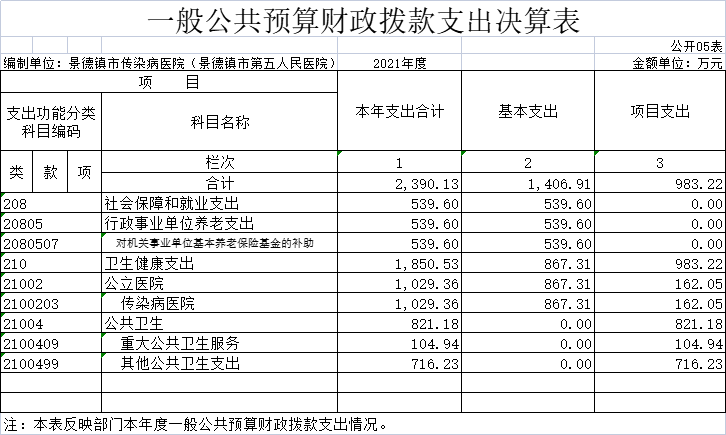 一般公共预算财政拨款支出决算表
公开05表
编制单位：景德镇市传染病医院（景德镇市第五人民医院） 2021年度 金额单位：万元
项 目 本年支出合计 基本支出 项目支出
支出功能分类科目编码 科目名称
类 款 项 栏次 1 2 3
合计 2,390.13 1,406.91 983.22
208 社会保障和就业支出 539.60 539.60 0.00
20805 行政事业单位养老支出 539.60 539.60 0.00
2080507 对机关事业单位基本养老保险基金的补助 539.60 539.60 0.00
210 卫生健康支出 1,850.53 867.31 983.22
21002 公立医院 1,029.36 867.31 162.05
2100203 传染病医院 1,029.36 867.31 162.05
21004 公共卫生 821.18 0.00 821.18
2100409 重大公共卫生服务 104.94 0.00 104.94
2100499 其他公共卫生支出 716.23 0.00 716.23
注：本表反映部门本年度一般公共预算财政拨款支出情况。